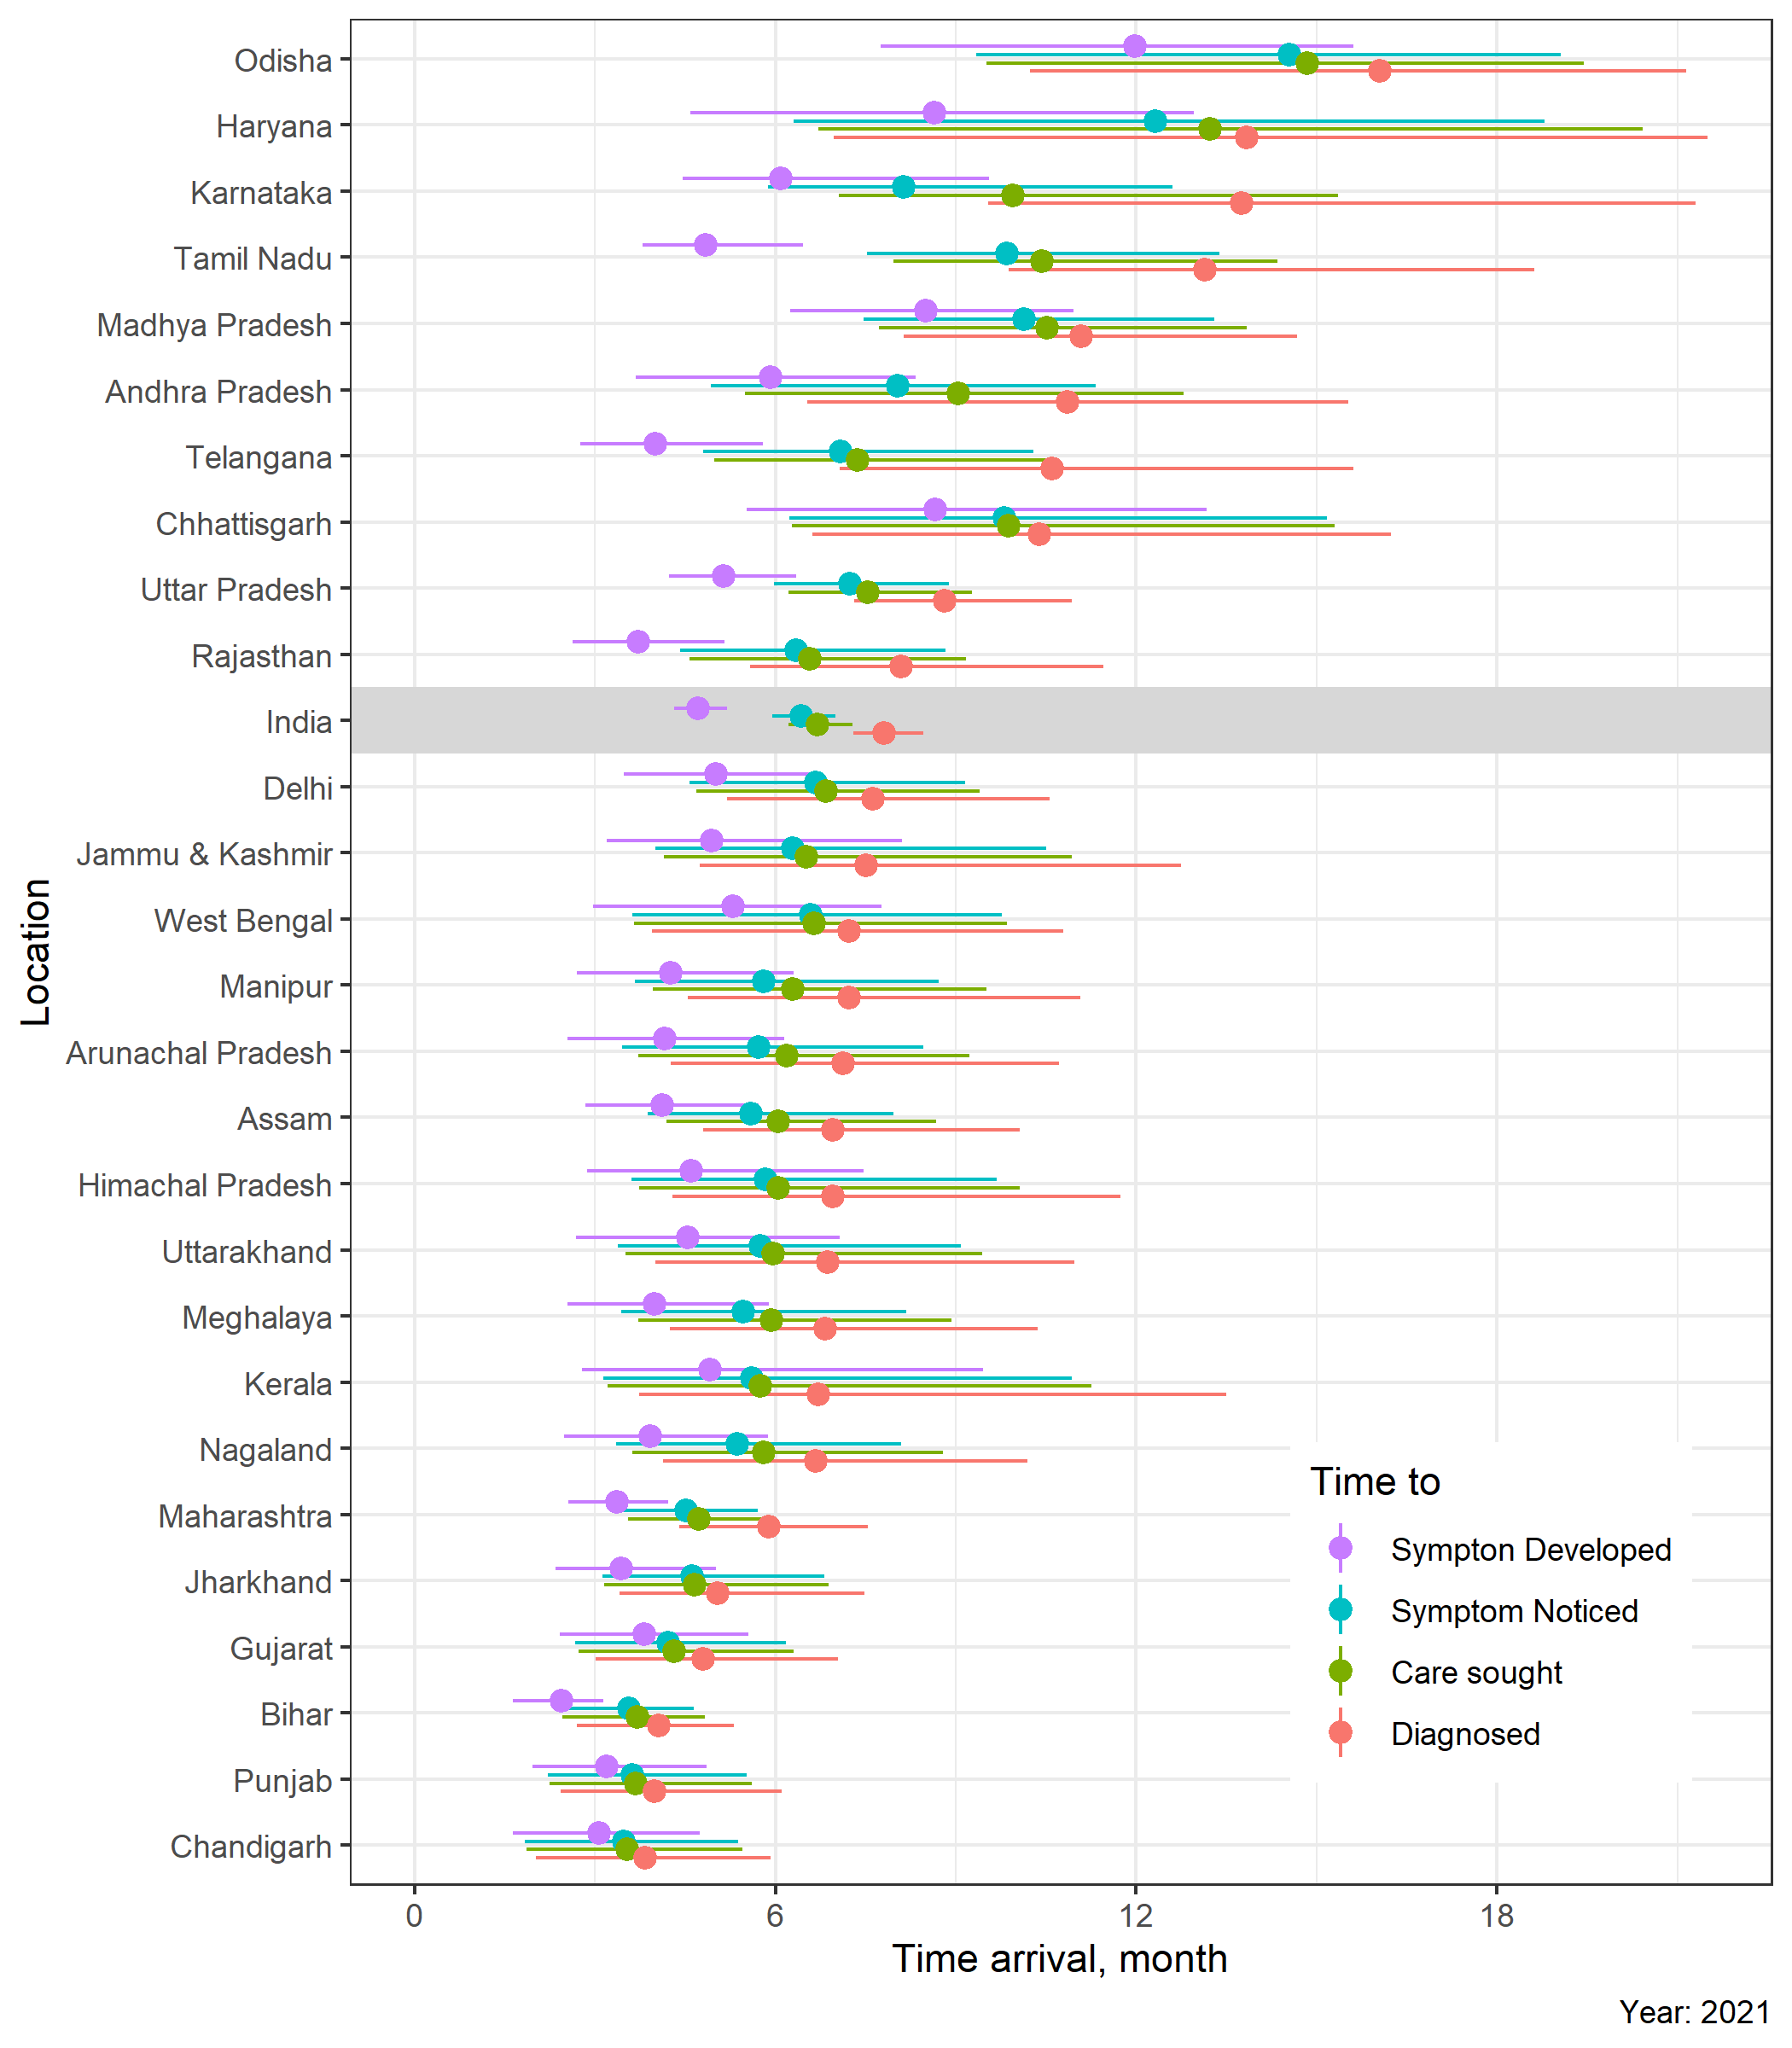 Odisha
Haryana
Karnataka
Tamil Nadu
Madhya Pradesh
Andhra Pradesh
Telangana
Chhattisgarh
Uttar Pradesh
Rajasthan
India
Delhi
Jammu & Kashmir
West Bengal
Manipur
Arunachal Pradesh
Assam
Himachal Pradesh
Uttarakhand
Meghalaya
Kerala
Nagaland
Maharashtra
Jharkhand
Gujarat
Bihar
Punjab
Chandigarh
Location
Time to
Sympton Developed
Symptom Noticed
Care sought
Diagnosed
0 6 12 18
Time arrival, month
Year: 2021